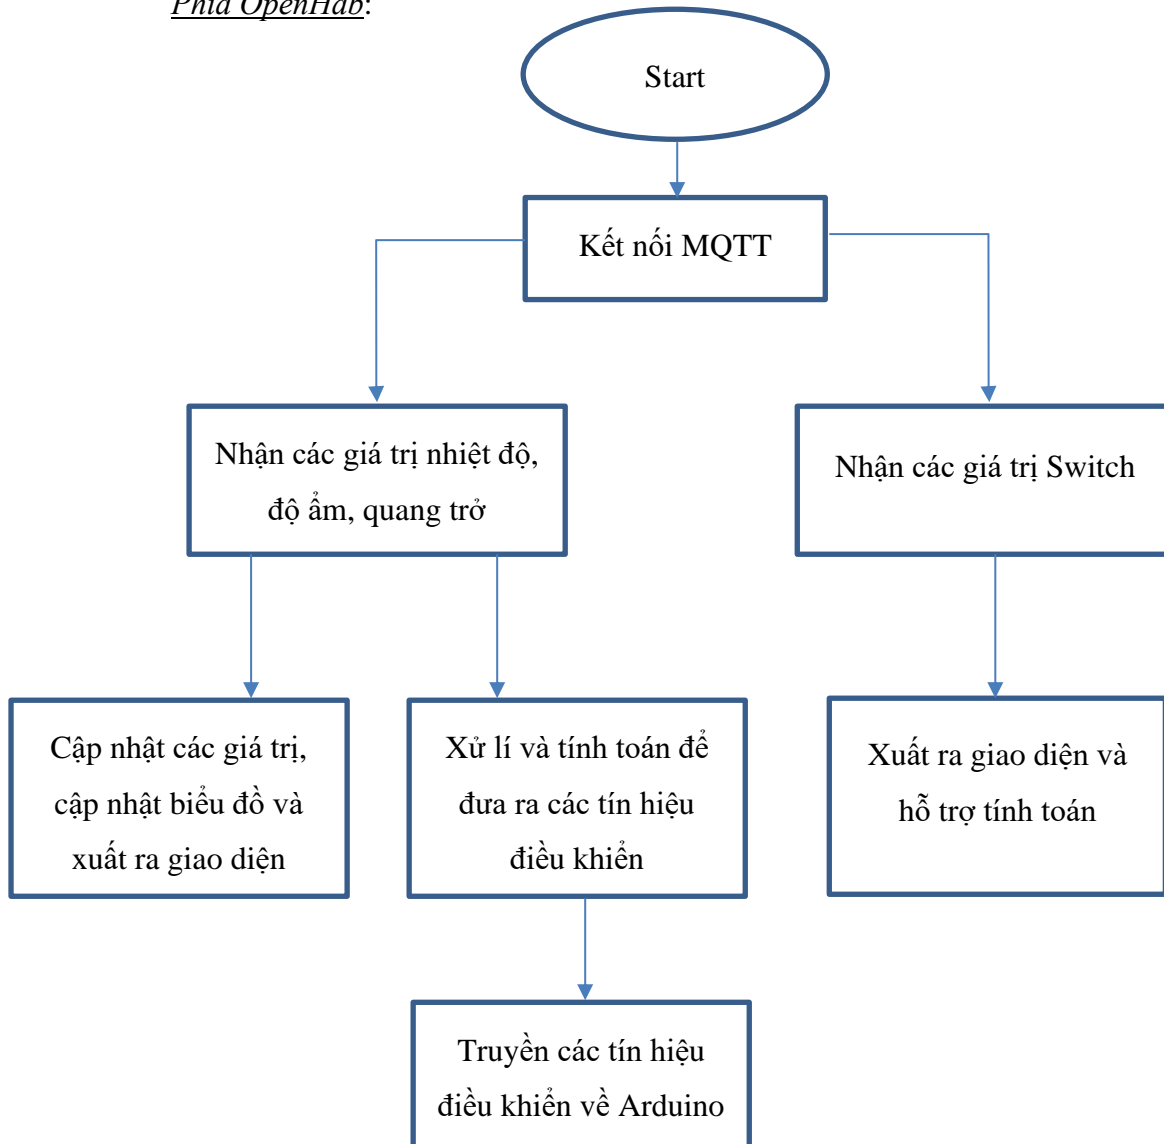 Phía OpenHab:
Start
Kết nối MQTT
Nhận các giá trị nhiệt độ,
độ ẩm, quang trở
Nhận các giá trị Switch
Cập nhật các giá trị,
cập nhật biểu đồ và
xuất ra giao diện
Xử lí và tính toán để
đưa ra các tín hiệu
điều khiển
Xuất ra giao diện và
hỗ trợ tính toán
Truyền các tín hiệu
điều khiển về Arduino